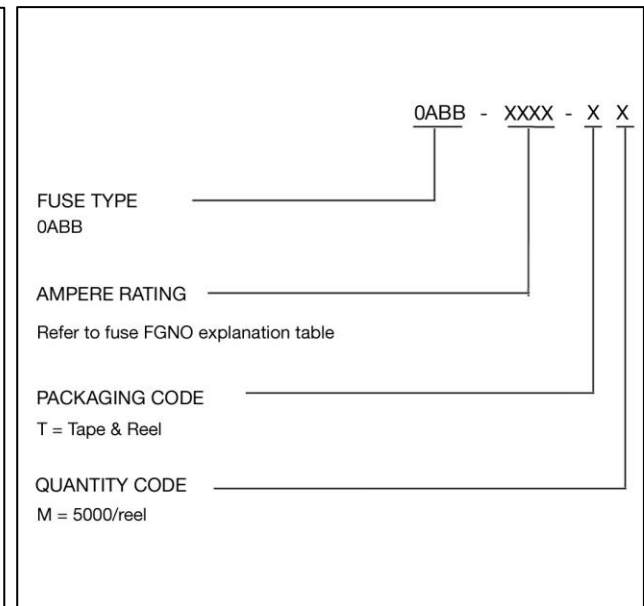 0ABB - XXXX - X X
FUSE TYPE
0ABB
AMPERE RATING
Refer to fuse FGNO explanation table
PACKAGING CODE
T = Tape & Reel
QUANTITY CODE
M = 5000/reel